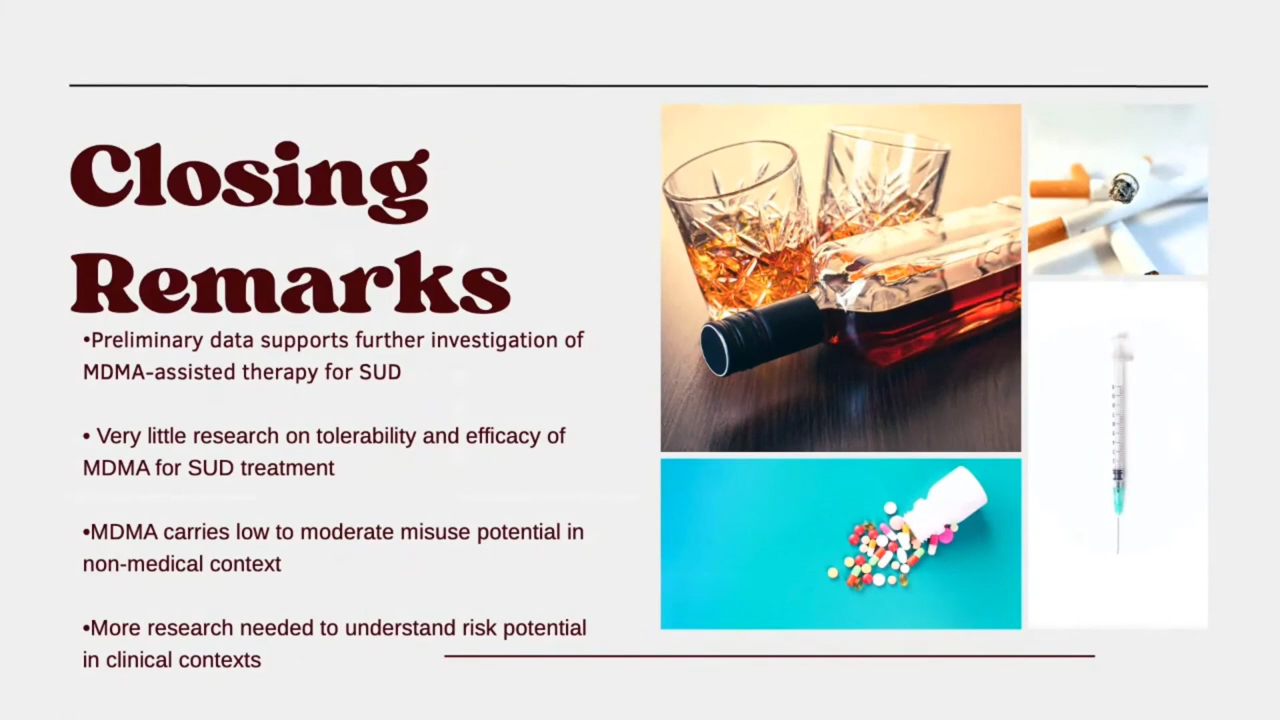 Closing
Remarks
•Preliminary data supports further investigation of
MDMA-assisted therapy for SUD
• Very little research on tolerability and efficacy of
MDMA for SUD treatment
•MDMA carries low to moderate misuse potential in
non-medical context
•More research needed to understand risk potential
in clinical contexts